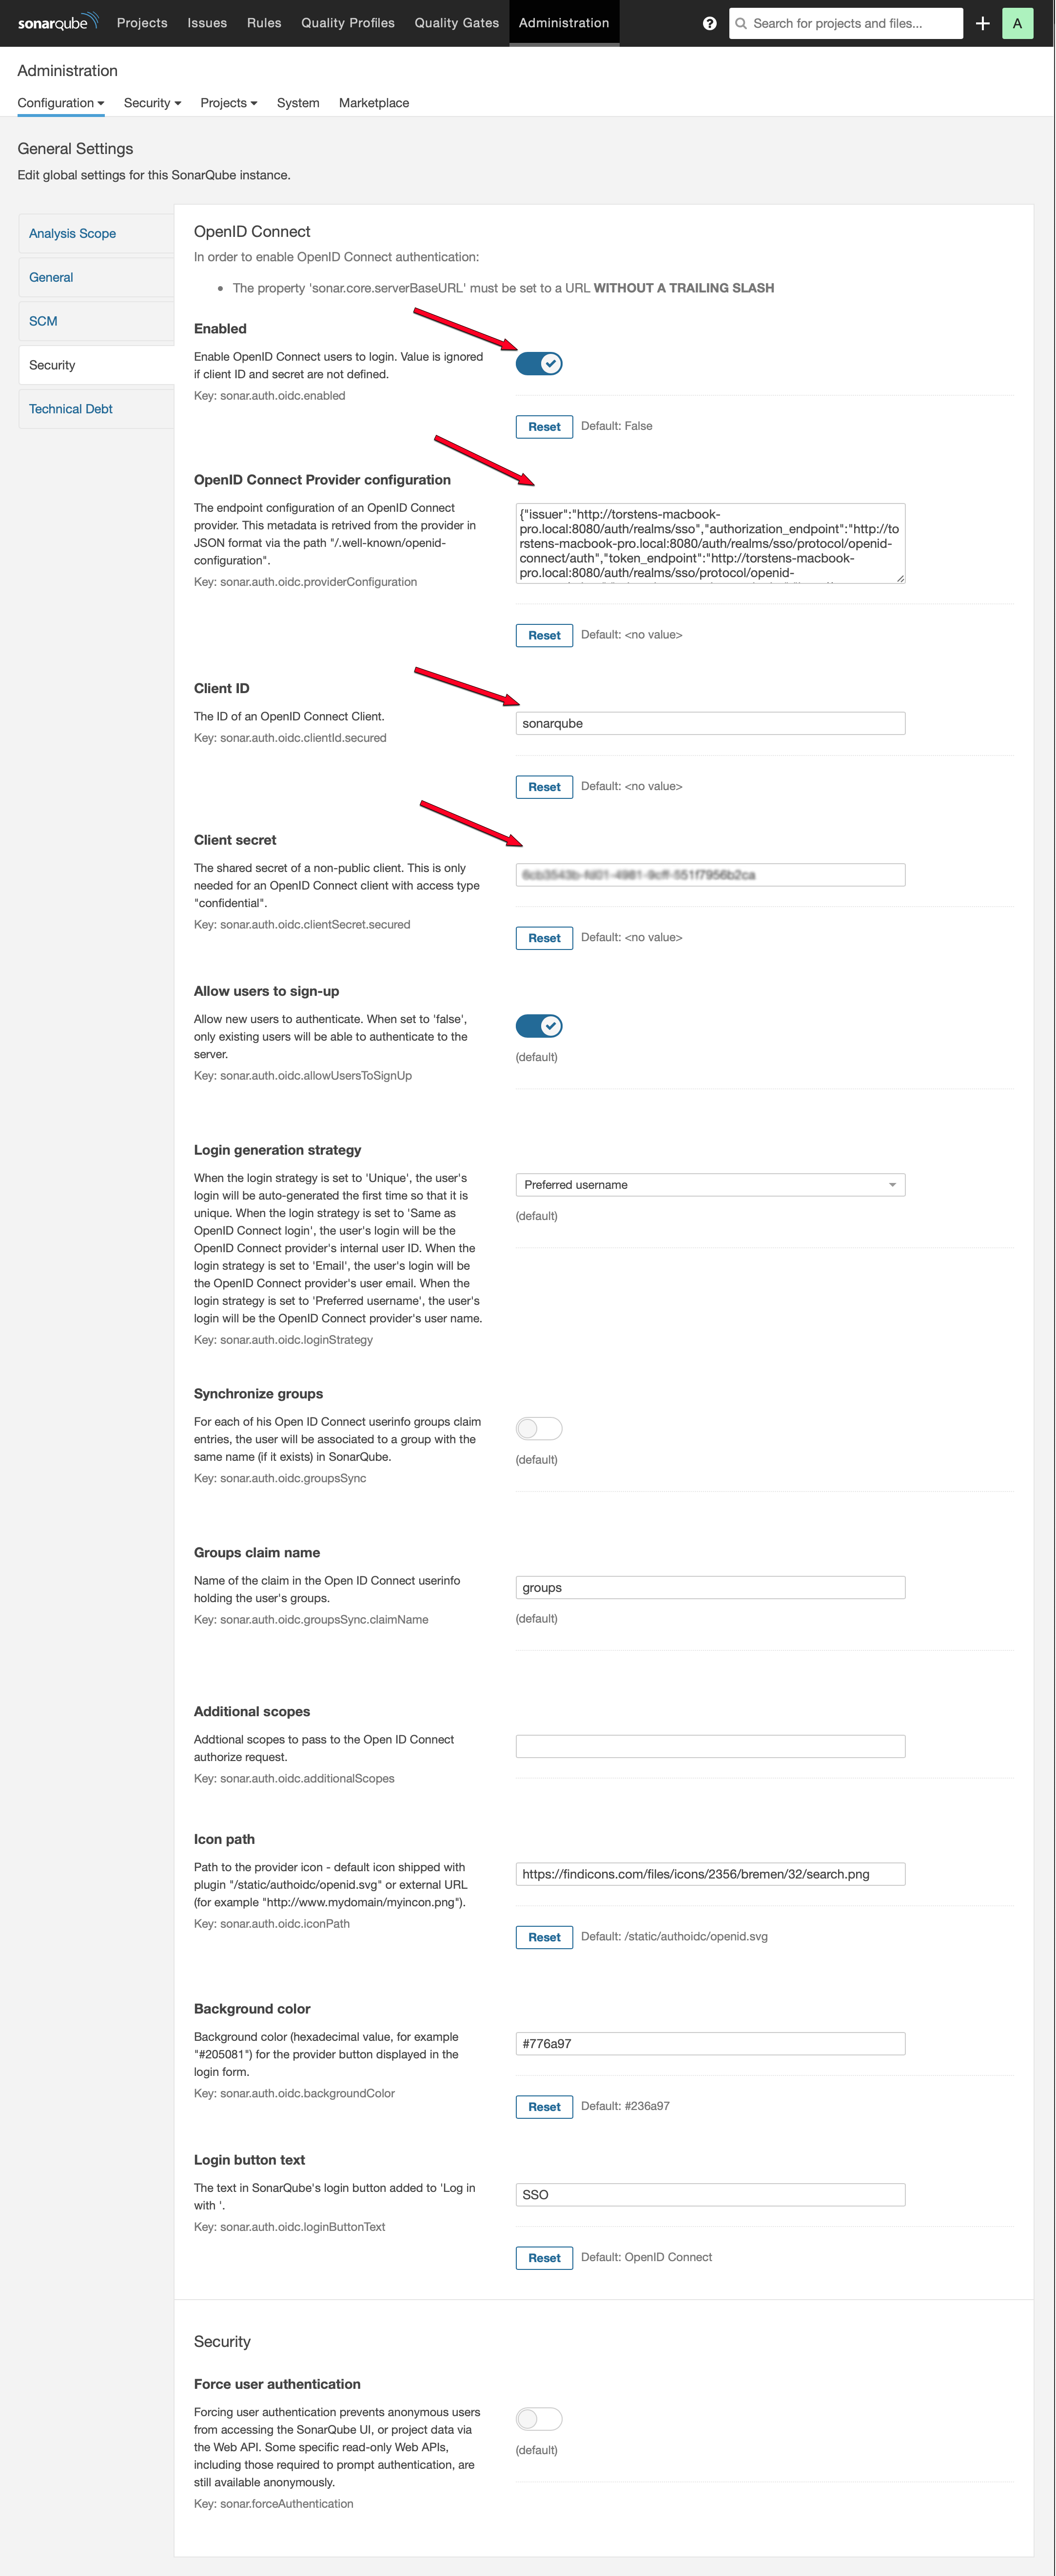 sonarqube
Projects
Issues
Rules
Quality Profiles
Quality Gates
Administration
?
Search for projects and files...
A
Administration
Configuration
Security
Projects
System
Marketplace
General Settings
Edit global settings for this SonarQube instance.
Analysis Scope
General
SCM
Security
Technical Debt
OpenID Connect
In order to enable OpenID Connect authentication:
• The property 'sonar.core.serverBaseURL' must be set to a URL WITHOUT A TRAILING SLASH
Enabled
Enable OpenID Connect users to login. Value is ignored
if client ID and secret are not defined.
Key: sonar.auth.oidc.enabled
Reset
Default: False
OpenID Connect Provider configuration
The endpoint configuration of an OpenID Connect
provider. This metadata is retrived from the provider in
JSON format via the path "/.well-known/openid-
configuration".
Key: sonar.auth.oidc.providerConfiguration
{"issuer":"http://torstens-macbook-
pro.local:8080/auth/realms/sso","authorization_endpoint":"http://to
rstens-macbook-pro.local:8080/auth/realms/sso/protocol/openid-
connect/auth","token_endpoint":"http://torstens-macbook-
pro.local:8080/auth/realms/sso/protocol/openid-
Reset
Default: <no value>
Client ID
The ID of an OpenID Connect Client.
Key: sonar.auth.oidc.clientId.secured
sonarqube
Reset
Default: <no value>
Client secret
The shared secret of a non-public client. This is only
needed for an OpenID Connect client with access type
"confidential".
Key: sonar.auth.oidc.clientSecret.secured
Reset
Default: <no value>
Allow users to sign-up
Allow new users to authenticate. When set to 'false',
only existing users will be able to authenticate to the
server.
Key: sonar.auth.oidc.allowUsersToSignUp
(default)
Login generation strategy
When the login strategy is set to 'Unique', the user's
login will be auto-generated the first time so that it is
unique. When the login strategy is set to 'Same as
OpenID Connect login', the user's login will be the
OpenID Connect provider's internal user ID. When the
login strategy is set to 'Email', the user's login will be
the OpenID Connect provider's user email. When the
login strategy is set to 'Preferred username', the user's
login will be the OpenID Connect provider's user name.
Key: sonar.auth.oidc.loginStrategy
Preferred username
(default)
Synchronize groups
For each of his Open ID Connect userinfo groups claim
entries, the user will be associated to a group with the
same name (if it exists) in SonarQube.
Key: sonar.auth.oidc.groupsSync
(default)
Groups claim name
Name of the claim in the Open ID Connect userinfo
holding the user's groups.
Key: sonar.auth.oidc.groupsSync.claimName
groups
(default)
Additional scopes
Addtional scopes to pass to the Open ID Connect
authorize request.
Key: sonar.auth.oidc.additionalScopes
Icon path
Path to the provider icon - default icon shipped with
plugin "/static/authoidc/openid.svg" or external URL
(for example "http://www.mydomain/myicon.png").
Key: sonar.auth.oidc.iconPath
https://findicons.com/files/icons/2356/bremen/32/search.png
Reset
Default: /static/authoidc/openid.svg
Background color
Background color (hexadecimal value, for example
"#205081") for the provider button displayed in the
login form.
Key: sonar.auth.oidc.backgroundColor
#776a97
Reset
Default: #236a97
Login button text
The text in SonarQube's login button added to 'Log in
with '.
Key: sonar.auth.oidc.loginButtonText
SSO
Reset
Default: OpenID Connect
Security
Force user authentication
Forcing user authentication prevents anonymous users
from accessing the SonarQube UI, or project data via
the Web API. Some specific read-only Web APIs,
including those required to prompt authentication, are
still available anonymously.
Key: sonar.forceAuthentication
(default)